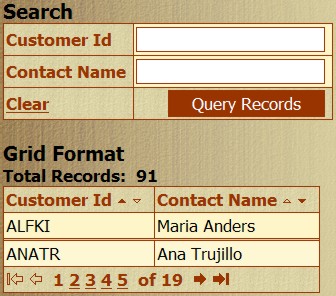 Search
Customer Id
Contact Name
Clear Query Records
Grid Format
Total Records: 91
Customer Id Contact Name
ALFKI Maria Anders
ANATR Ana Trujillo
1 2 3 4 5 of 19